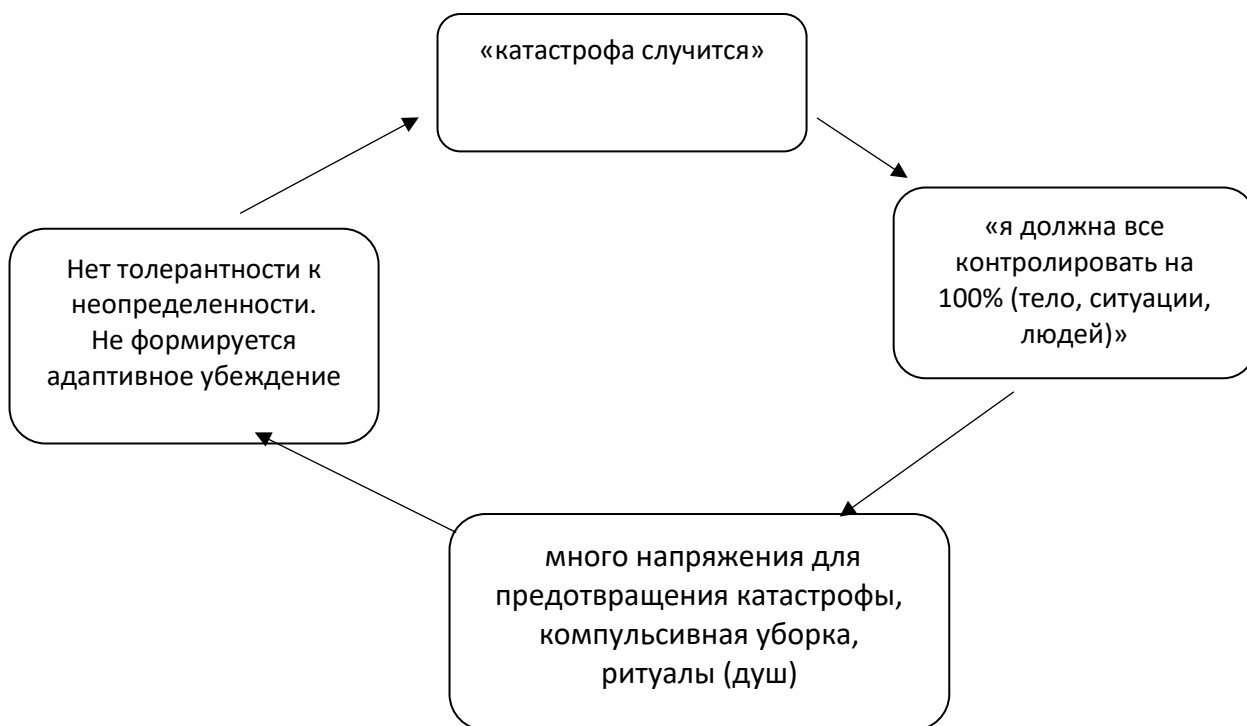 «катастрофа случится»
«я должна все
контролировать на
100% (тело, ситуации,
людей)»
много напряжения для
предотвращения катастрофы,
компульсивная уборка,
ритуалы (душ)
Нет толерантности к
неопределенности.
Не формируется
адаптивное убеждение